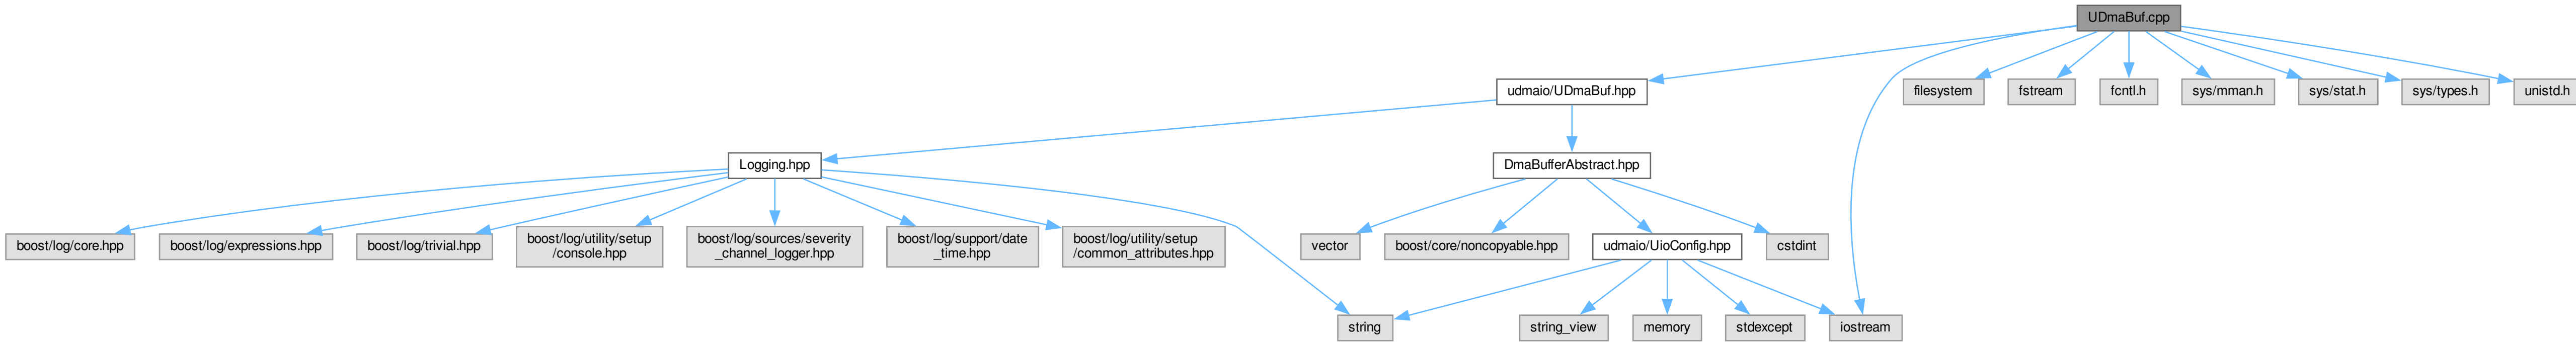 UDmaBuf.cpp
udmaio/UDmaBuf.hpp
filesystem
fstream
fcntl.h
sys/mman.h
sys/stat.h
sys/types.h
unistd.h
Logging.hpp
DmaBufferAbstract.hpp
boost/log/core.hpp
boost/log/expressions.hpp
boost/log/trivial.hpp
boost/log/utility/setup
/console.hpp
boost/log/sources/severity
_channel_logger.hpp
boost/log/support/date
_time.hpp
boost/log/utility/setup
/common_attributes.hpp
vector
boost/core/noncopyable.hpp
udmaio/UioConfig.hpp
cstdint
string
string_view
memory
stdexcept
iostream